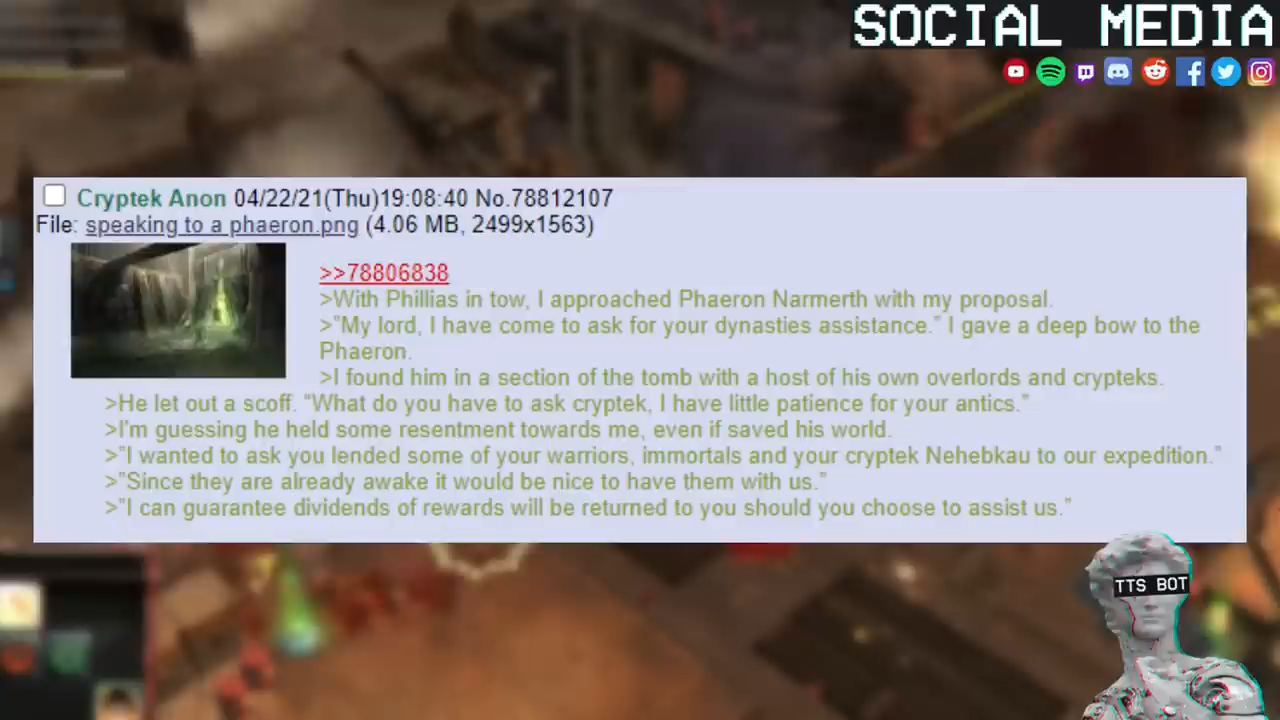 SOCIAL MEDIA
Cryptek Anon 04/22/21(Thu)19:08:40 No.78812107
File: speaking to a phaeron.png (4.06 MB, 2499x1563)
>>78806838
>With Phillias in tow, I approached Phaeron Narmerth with my proposal.
>"My lord, I have come to ask for your dynasties assistance." I gave a deep bow to the
Phaeron.
>I found him in a section of the tomb with a host of his own overlords and crypteks.
>He let out a scoff. “What do you have to ask cryptek, I have little patience for your antics.”
>I'm guessing he held some resentment towards me, even if saved his world.
>”I wanted to ask you lended some of your warriors, immortals and your cryptek Nehebkau to our expedition.”
>”Since they are already awake it would be nice to have them with us.”
>”I can guarantee dividends of rewards will be returned to you should you choose to assist us.”
TTS BOT